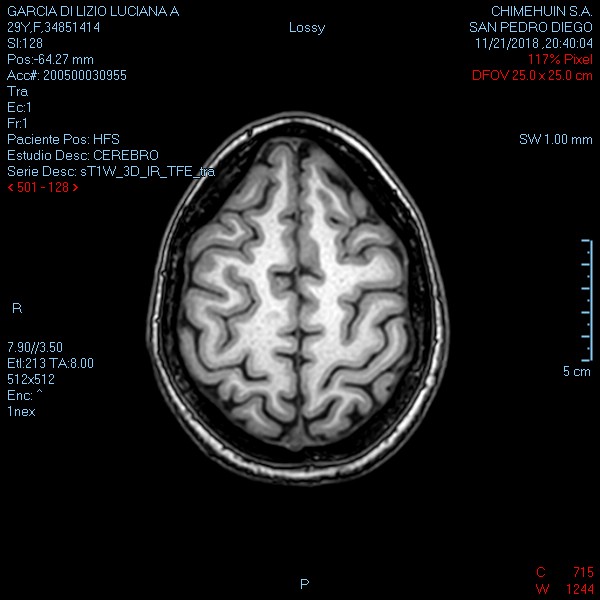 GARCIA DI LIZIO LUCIANA A
29Y,F,34851414
SI:128
Pos:-64.27 mm
Acc#: 200500030955
Tra
Ec:1
Fr:1
Paciente Pos: HFS
Estudio Desc: CEREBRO
Serie Desc: sT1W_3D_IR_TFE_tra
< 501 - 128 >
Lossy
CHIMEHUIN S.A.
SAN PEDRO DIEGO
11/21/2018 ,20:40:04
117% Pixel
DFOV 25.0 x 25.0 cm
SW 1.00 mm
R
7.90//3.50
Etl:213 TA:8.00
512x512
Enc: ^
1nex
5 cm
P
C 715
W 1244